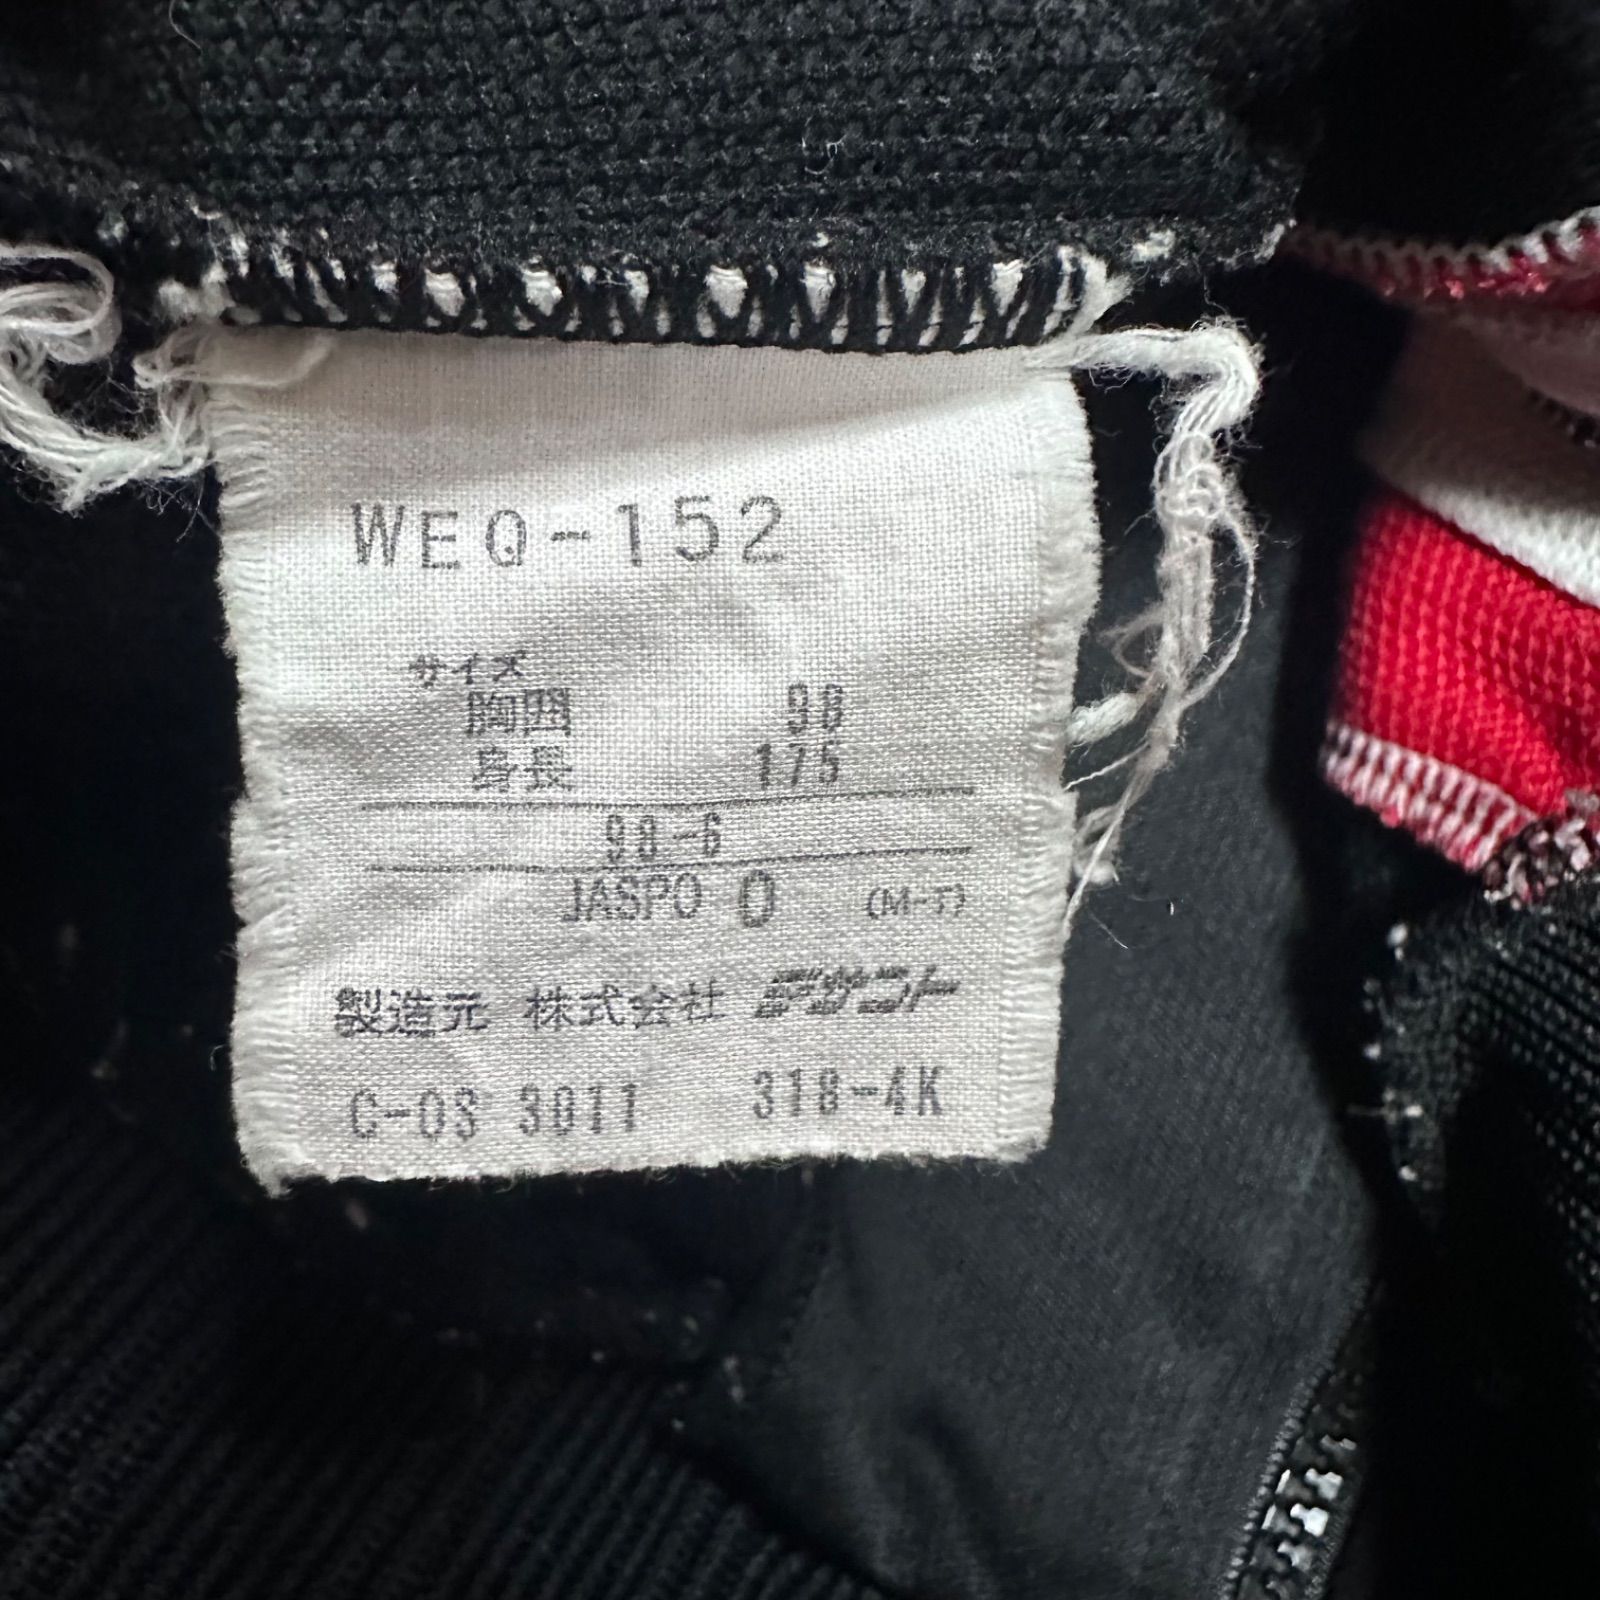 WEQ-152
サイズ
胸囲 98
身長 175
98-6
JASPO O (M-T)
製造元 株式会社 デサント
C-OS 3011 318-4K